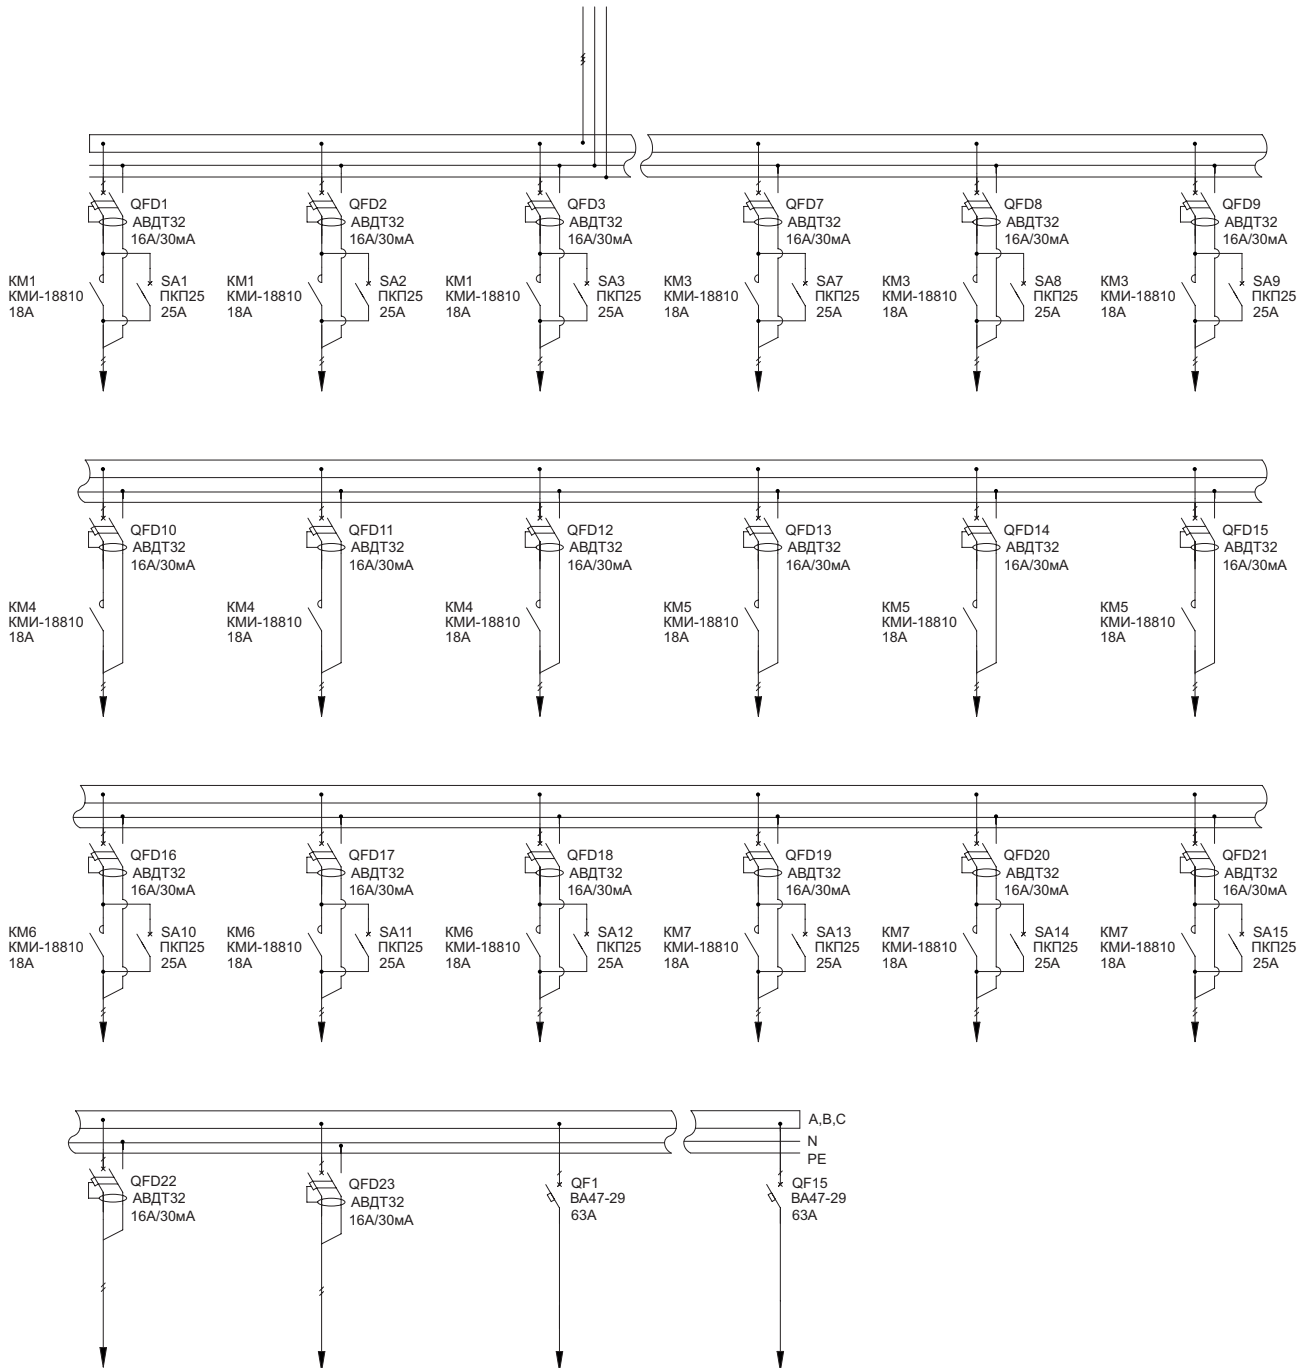 QFD1
АВДТ32
16А/30мА
КМ1
КМИ-18810
18А
SA1
ПКП25
25А
QFD2
АВДТ32
16А/30мА
КМ1
КМИ-18810
18А
SA2
ПКП25
25А
QFD3
АВДТ32
16А/30мА
КМ1
КМИ-18810
18А
SA3
ПКП25
25А
QFD7
АВДТ32
16А/30мА
КМ3
КМИ-18810
18А
SA7
ПКП25
25А
QFD8
АВДТ32
16А/30мА
КМ3
КМИ-18810
18А
SA8
ПКП25
25А
QFD9
АВДТ32
16А/30мА
КМ3
КМИ-18810
18А
SA9
ПКП25
25А
QFD10
АВДТ32
16А/30мА
КМ4
КМИ-18810
18А
QFD11
АВДТ32
16А/30мА
КМ4
КМИ-18810
18А
QFD12
АВДТ32
16А/30мА
КМ4
КМИ-18810
18А
QFD13
АВДТ32
16А/30мА
КМ5
КМИ-18810
18А
QFD14
АВДТ32
16А/30мА
КМ5
КМИ-18810
18А
QFD15
АВДТ32
16А/30мА
КМ5
КМИ-18810
18А
QFD16
АВДТ32
16А/30мА
КМ6
КМИ-18810
18А
SA10
ПКП25
25А
QFD17
АВДТ32
16А/30мА
КМ6
КМИ-18810
18А
SA11
ПКП25
25А
QFD18
АВДТ32
16А/30мА
КМ6
КМИ-18810
18А
SA12
ПКП25
25А
QFD19
АВДТ32
16А/30мА
КМ7
КМИ-18810
18А
SA13
ПКП25
25А
QFD20
АВДТ32
16А/30мА
КМ7
КМИ-18810
18А
SA14
ПКП25
25А
QFD21
АВДТ32
16А/30мА
КМ7
КМИ-18810
18А
SA15
ПКП25
25А
A,B,C
N
PE
QFD22
АВДТ32
16А/30мА
QFD23
АВДТ32
16А/30мА
QF1
ВА47-29
63А
QF15
ВА47-29
63А